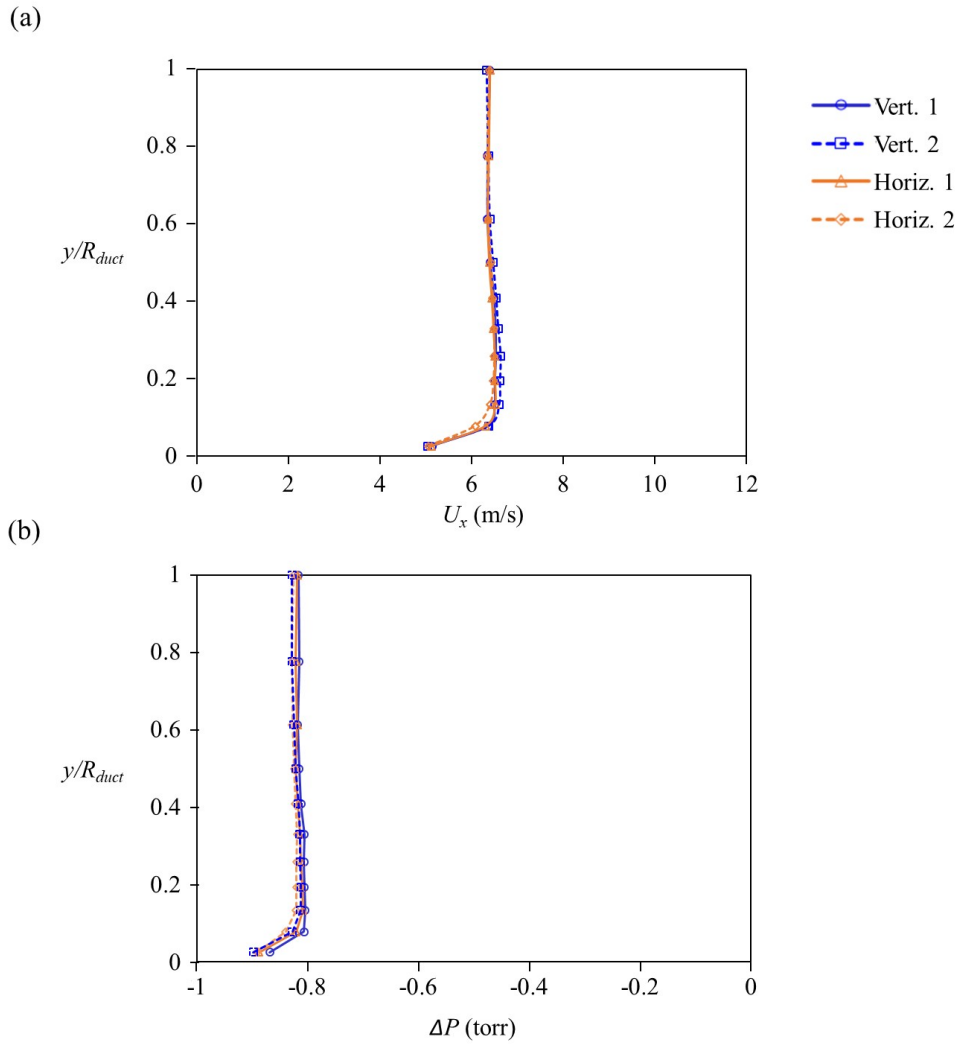 (a)
1
0.8
0.6
y/R_duct
0.4
0.2
0
0 2 4 6 8 10 12
U_x (m/s)
Vert. 1
Vert. 2
Horiz. 1
Horiz. 2
(b)
1
0.8
0.6
y/R_duct
0.4
0.2
0
-1 -0.8 -0.6 -0.4 -0.2 0
ΔP (torr)